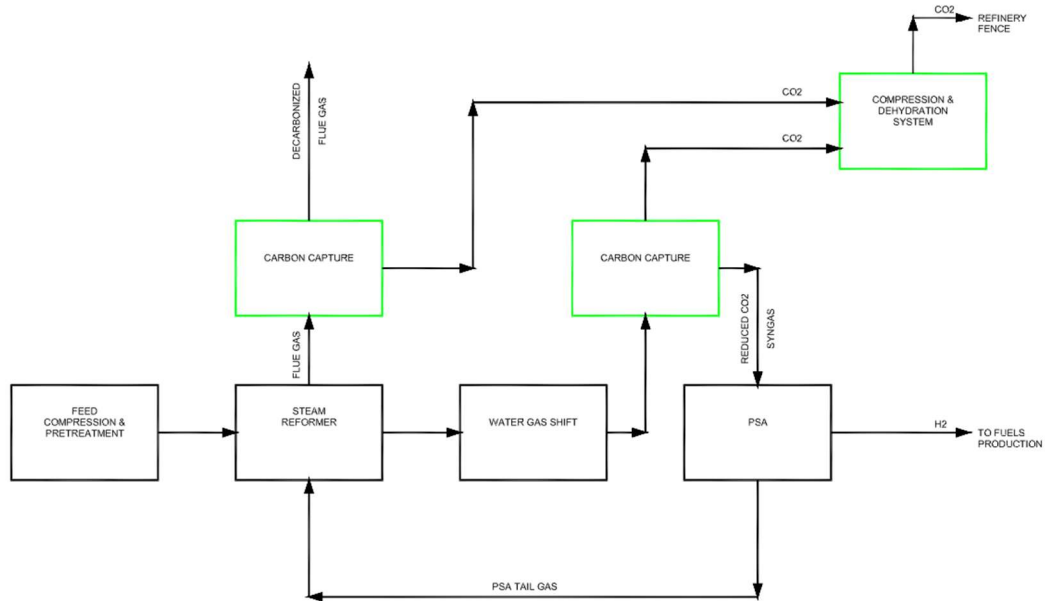 CO2
REFINERY
FENCE
DECARBONIZED
FLUE GAS
CO2
COMPRESSION &
DEHYDRATION
SYSTEM
CO2
CARBON CAPTURE
CARBON CAPTURE
FLUE GAS
REDUCED CO2
SYNGAS
FEED
COMPRESSION &
PRETREATMENT
STEAM
REFORMER
WATER GAS SHIFT
PSA
H2
TO FUELS
PRODUCTION
PSA TAIL GAS